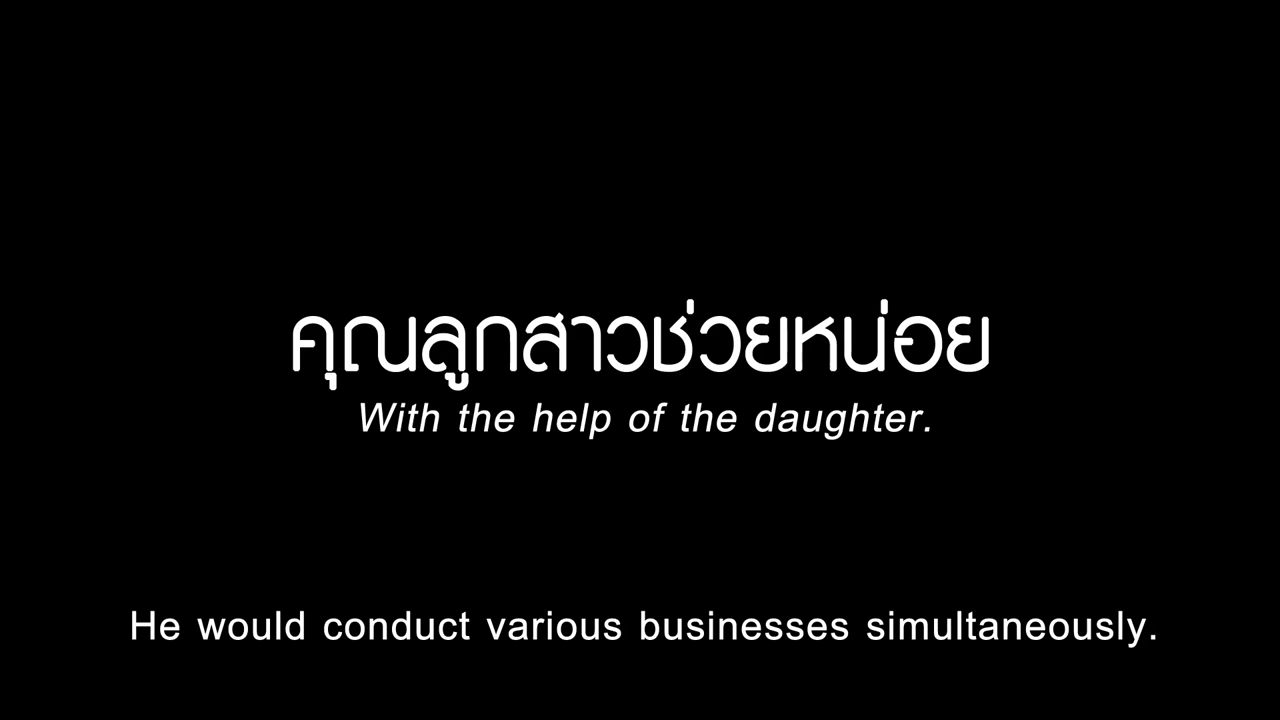 คุณลูกสาวช่วยหน่อย
With the help of the daughter.
He would conduct various businesses simultaneously.